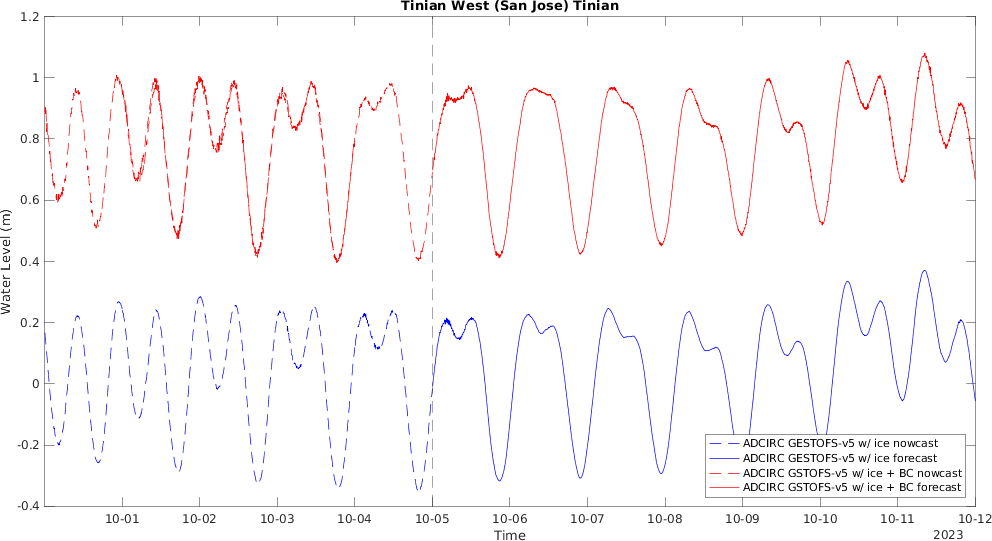 Tinian West (San Jose) Tinian
1.2
1
0.8
0.6
0.4
0.2
0
-0.2
-0.4
Water Level (m)
ADCIRC GESTOFS-v5 w/ ice nowcast
ADCIRC GESTOFS-v5 w/ ice forecast
ADCIRC GSTOFS-v5 w/ ice + BC nowcast
ADCIRC GSTOFS-v5 w/ ice + BC forecast
10-01 10-02 10-03 10-04 10-05 10-06 10-07 10-08 10-09 10-10 10-11 10-12
Time
2023